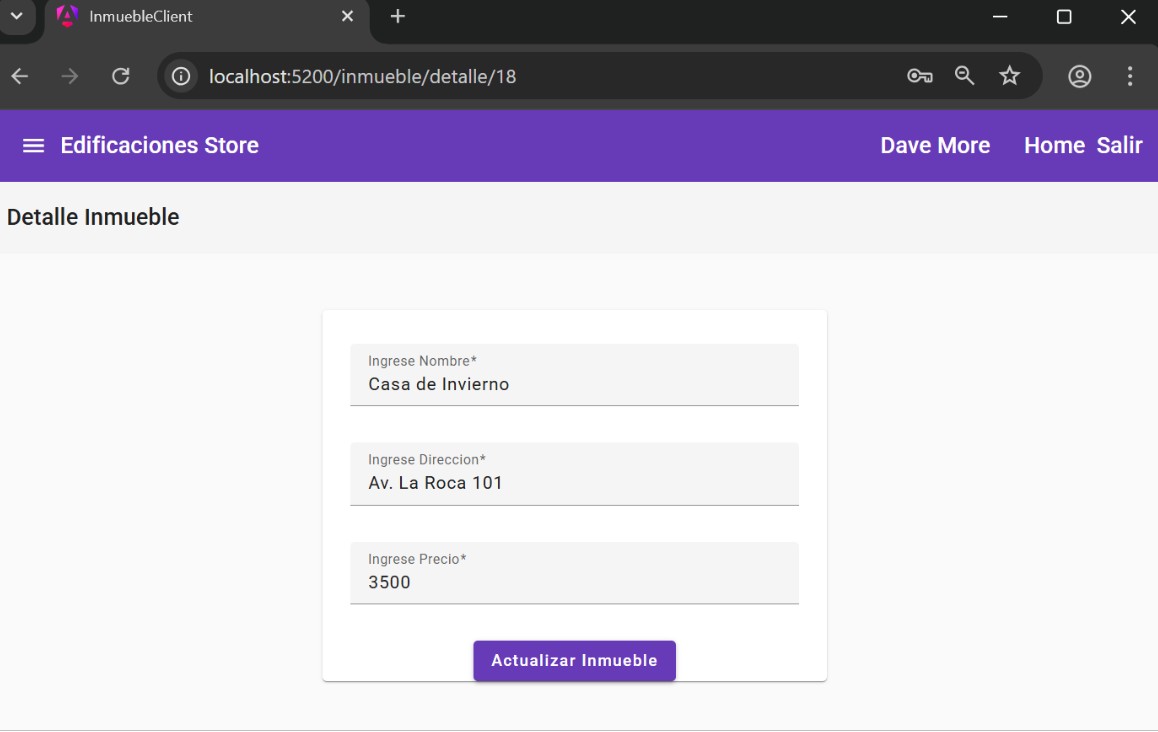 InmuebleClient
localhost:5200/inmueble/detalle/18
Edificaciones Store Dave More Home Salir
Detalle Inmueble
Ingrese Nombre*
Casa de Invierno
Ingrese Direccion*
Av. La Roca 101
Ingrese Precio*
3500
Actualizar Inmueble